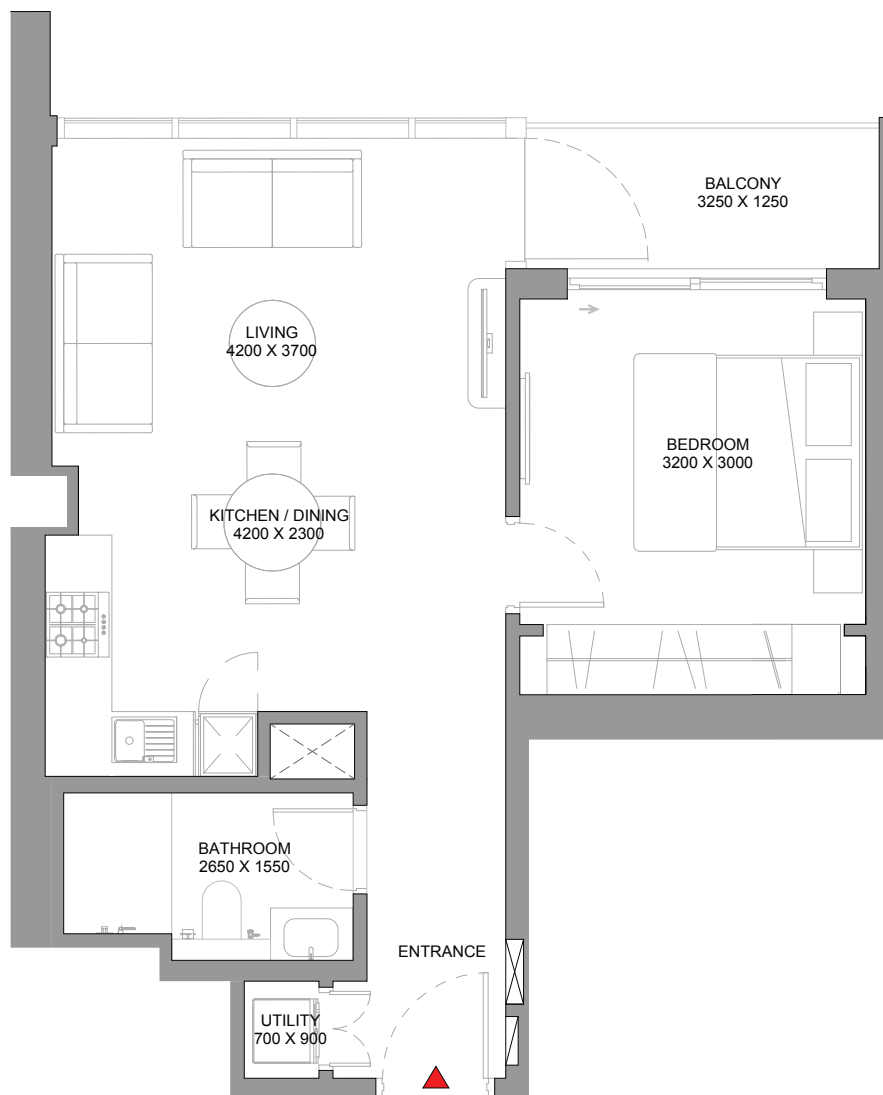 BALCONY
3250 X 1250
LIVING
4200 X 3700
BEDROOM
3200 X 3000
KITCHEN / DINING
4200 X 2300
BATHROOM
2650 X 1550
ENTRANCE
UTILITY
700 X 900